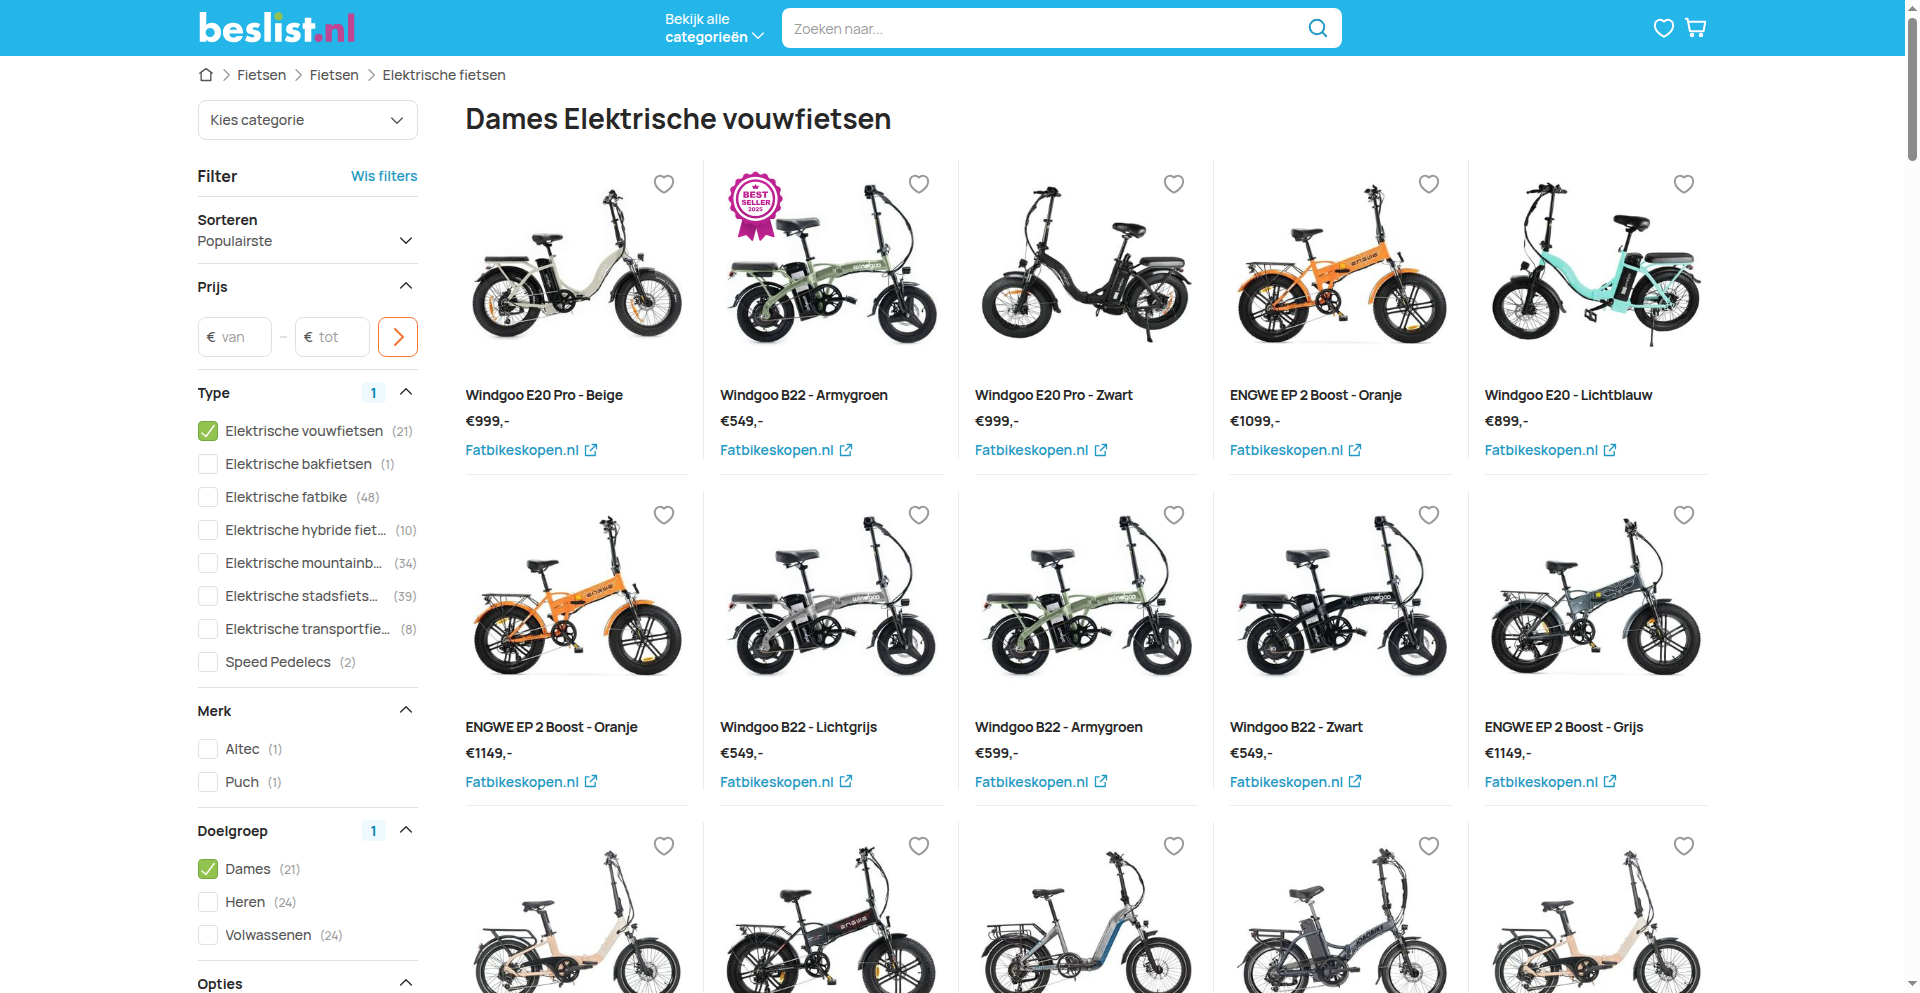 beslist.nl
Bekijk alle
categorieën
Zoeken naar...
Fietsen
Fietsen
Elektrische fietsen
Kies categorie
Dames Elektrische vouwfietsen
Filter
Wis filters
Sorteren
Populairste
Prijs
€ van
–
€ tot
Type
1
Elektrische vouwfietsen (21)
Elektrische bakfietsen (1)
Elektrische fatbike (48)
Elektrische hybride fiet... (10)
Elektrische mountainb... (34)
Elektrische stadsfiets... (39)
Elektrische transportfie... (8)
Speed Pedelecs (2)
Merk
Altec (1)
Puch (1)
Doelgroep
1
Dames (21)
Heren (24)
Volwassenen (24)
Opties
Windgoo E20 Pro - Beige
€999,-
Fatbikeskopen.nl
BEST
SELLER
2025
Windgoo B22 - Armygroen
€549,-
Fatbikeskopen.nl
Windgoo E20 Pro - Zwart
€999,-
Fatbikeskopen.nl
ENGWE
ENGWE EP 2 Boost - Oranje
€1099,-
Fatbikeskopen.nl
Windgoo E20 - Lichtblauw
€899,-
Fatbikeskopen.nl
ENGWE
ENGWE EP 2 Boost - Oranje
€1149,-
Fatbikeskopen.nl
windgoo
Windgoo B22 - Lichtgrijs
€549,-
Fatbikeskopen.nl
windgoo
Windgoo B22 - Armygroen
€599,-
Fatbikeskopen.nl
windgoo
Windgoo B22 - Zwart
€549,-
Fatbikeskopen.nl
ENGWE EP 2 Boost - Grijs
€1149,-
Fatbikeskopen.nl
ENGWE